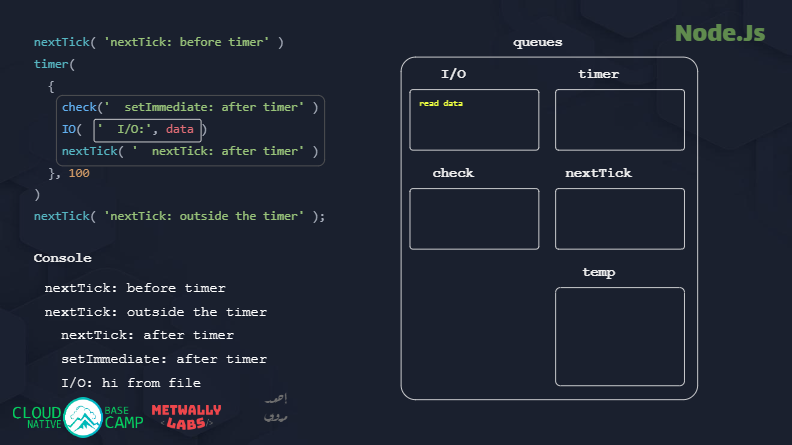 Node.Js
nextTick( 'nextTick: before timer' )
timer(
{
check('  setImmediate: after timer' )
IO(  '  I/O:', data )
nextTick( '  nextTick: after timer' )
}, 100
)
nextTick( 'nextTick: outside the timer' );
Console
nextTick: before timer
nextTick: outside the timer
nextTick: after timer
setImmediate: after timer
I/O: hi from file
queues
I/O
timer
read data
check
nextTick
temp
CLOUD NATIVE
BASE CAMP
METWALLY
<LABS/>